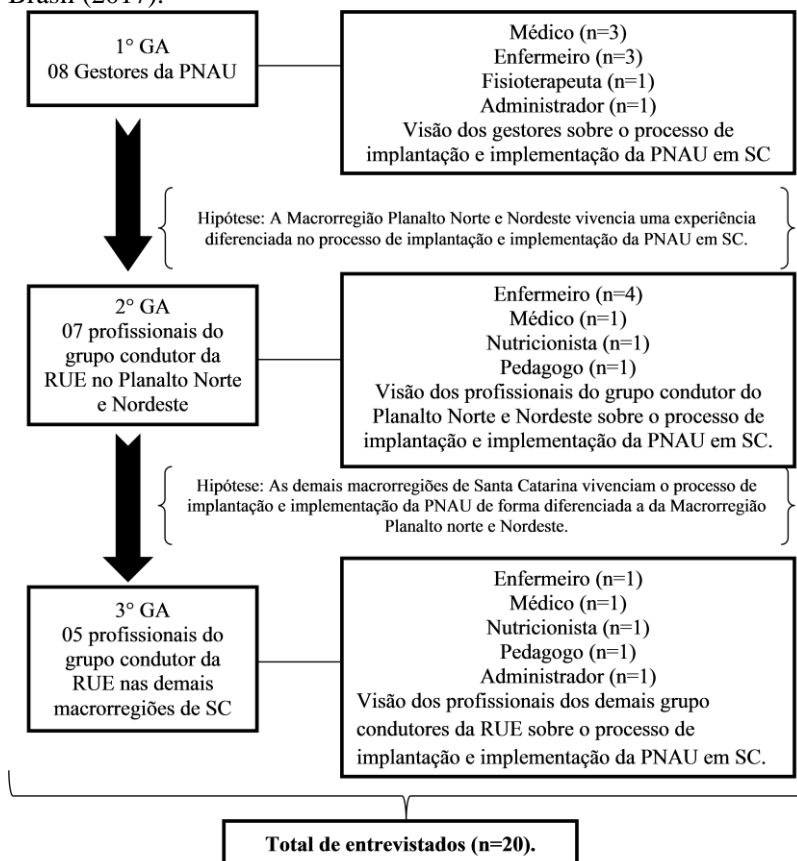 Brasil (2017).
1° GA
08 Gestores da PNAU
Médico (n=3)
Enfermeiro (n=3)
Fisioterapeuta (n=1)
Administrador (n=1)
Visão dos gestores sobre o processo de
implantação e implementação da PNAU em SC
Hipótese: A Macrorregião Planalto Norte e Nordeste vivencia uma experiência
diferenciada no processo de implantação e implementação da PNAU em SC.
2° GA
07 profissionais do
grupo condutor da
RUE no Planalto Norte
e Nordeste
Enfermeiro (n=4)
Médico (n=1)
Nutricionista (n=1)
Pedagogo (n=1)
Visão dos profissionais do grupo condutor do
Planalto Norte e Nordeste sobre o processo de
implantação e implementação da PNAU em SC.
Hipótese: As demais macrorregiões de Santa Catarina vivenciam o processo de
implantação e implementação da PNAU de forma diferenciada a da Macrorregião
Planalto norte e Nordeste.
3° GA
05 profissionais do
grupo condutor da
RUE nas demais
macrorregiões de SC
Enfermeiro (n=1)
Médico (n=1)
Nutricionista (n=1)
Pedagogo (n=1)
Administrador (n=1)
Visão dos profissionais dos demais grupo
condutores da RUE sobre o processo de
implantação e implementação da PNAU em SC.
Total de entrevistados (n=20).